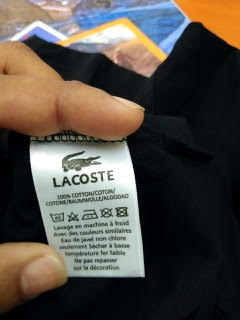 LACOSTE
100% COTTON/COTON/
COTONE/BAUMWOLLE/ALGODAO
Lavage en machine à froid
Avec des couleurs similaires
Eau de javel non chlore
seulement Sécher à basse
température fer faible
Ne pas repasser
sur la décoration